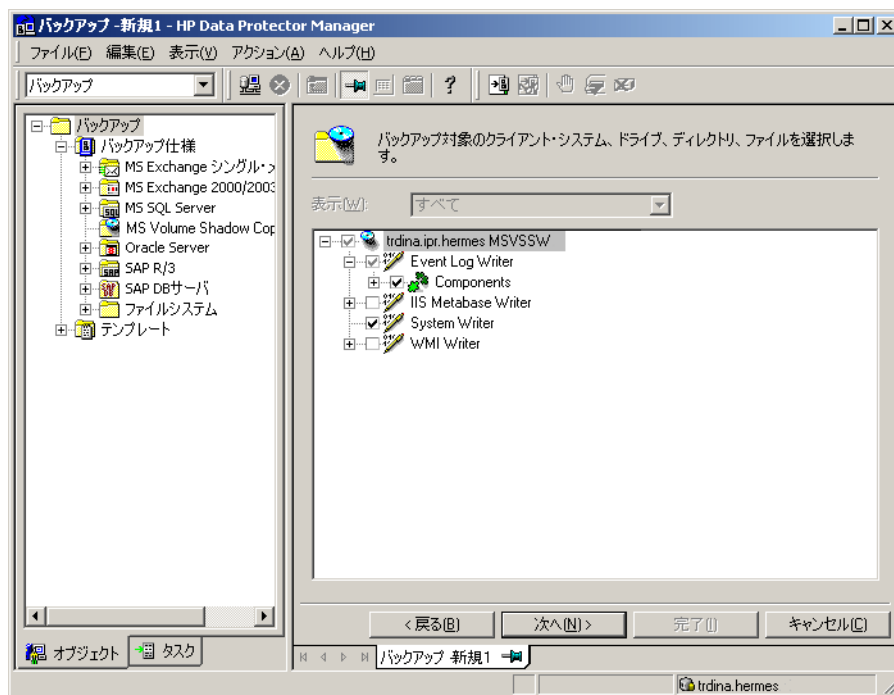 バックアップ -新規1 - HP Data Protector Manager
ファイル(F) 編集(E) 表示(V) アクション(A) ヘルプ(H)
バックアップ
バックアップ
バックアップ仕様
MS Exchange シングル・メ
MS Exchange 2000/2003
MS SQL Server
MS Volume Shadow Cop
Oracle Server
SAP R/3
SAP DBサーバ
ファイルシステム
テンプレート
オブジェクト タスク
バックアップ対象のクライアント・システム、ドライブ、ディレクトリ、ファイルを選択しま
す。
表示(W): すべて
trdina.ipr.hermes MSVSSW
Event Log Writer
Components
IIS Metabase Writer
System Writer
WMI Writer
< 戻る(B) 次へ(N) > 完了(I) キャンセル(C)
バックアップ -新規1
trdina.hermes